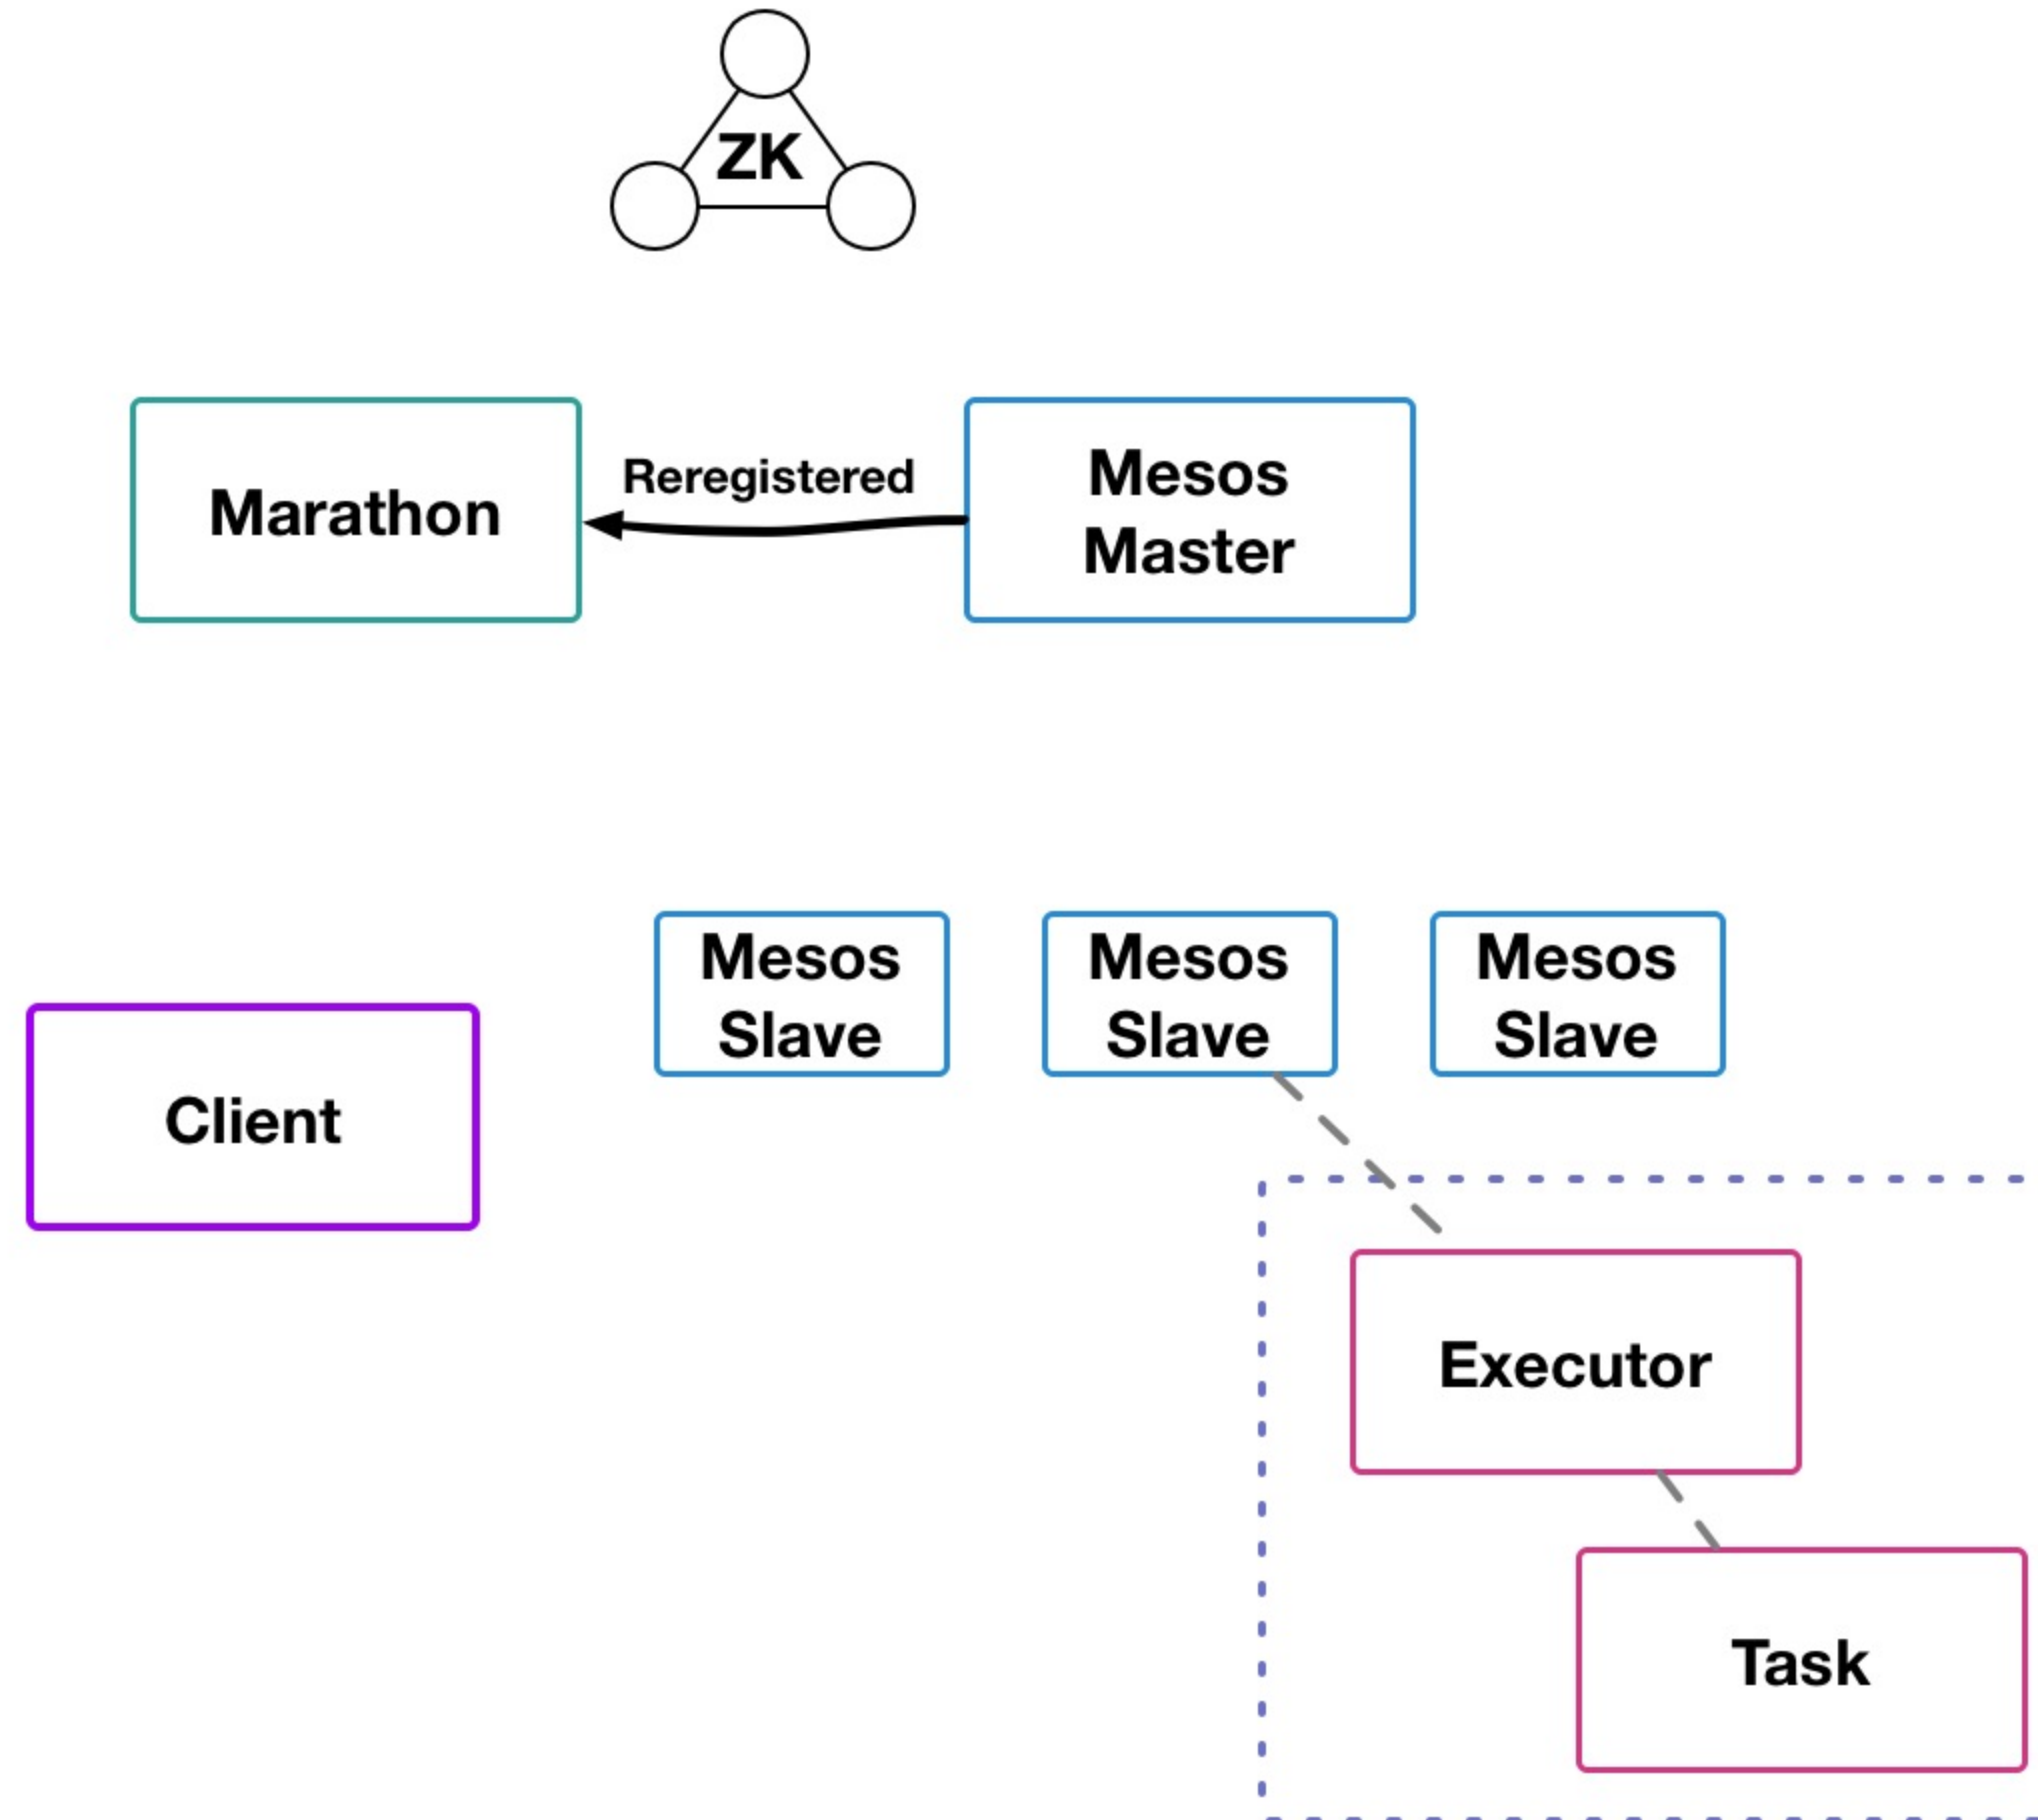 ZK
Marathon
Reregistered
Mesos
Master
Mesos
Slave
Mesos
Slave
Mesos
Slave
Client
Executor
Task